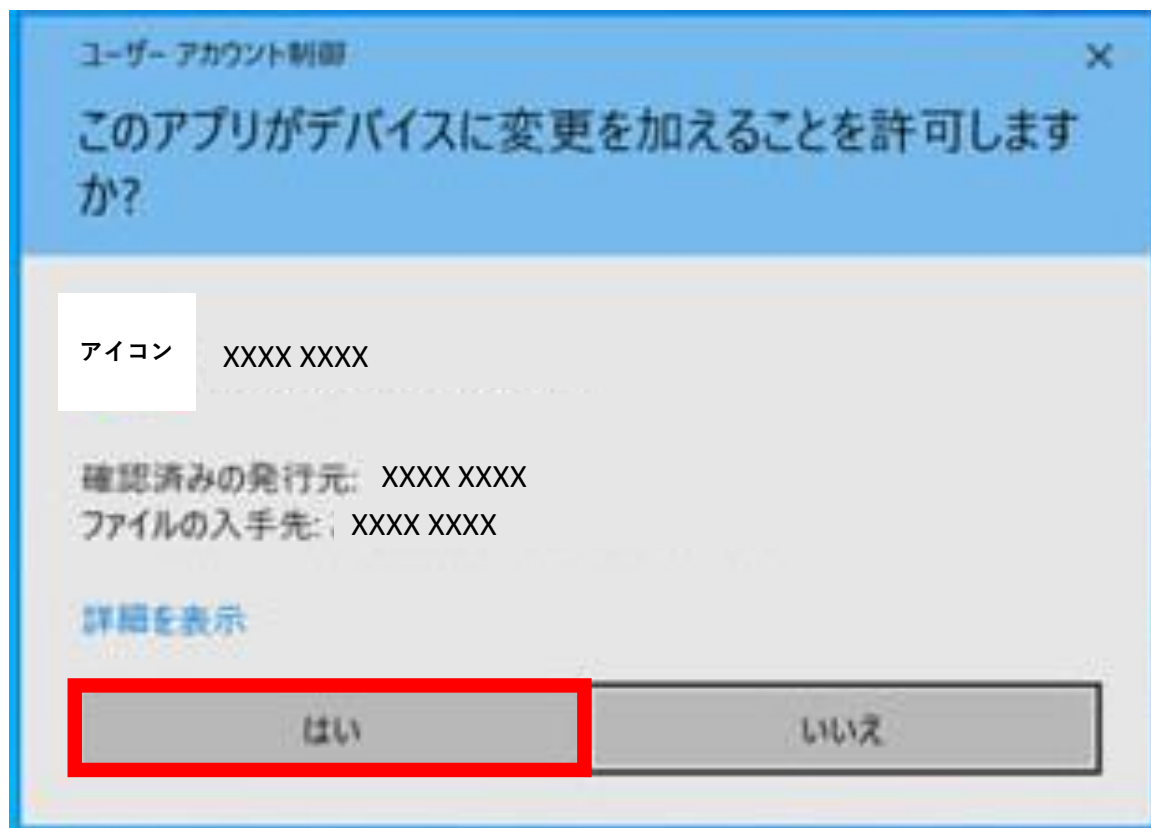 ユーザー アカウント制御
×
このアプリがデバイスに変更を加えることを許可します
か?
アイコン XXXX XXXX
確認済みの発行元: XXXX XXXX
ファイルの入手先: XXXX XXXX
詳細を表示
はい いいえ